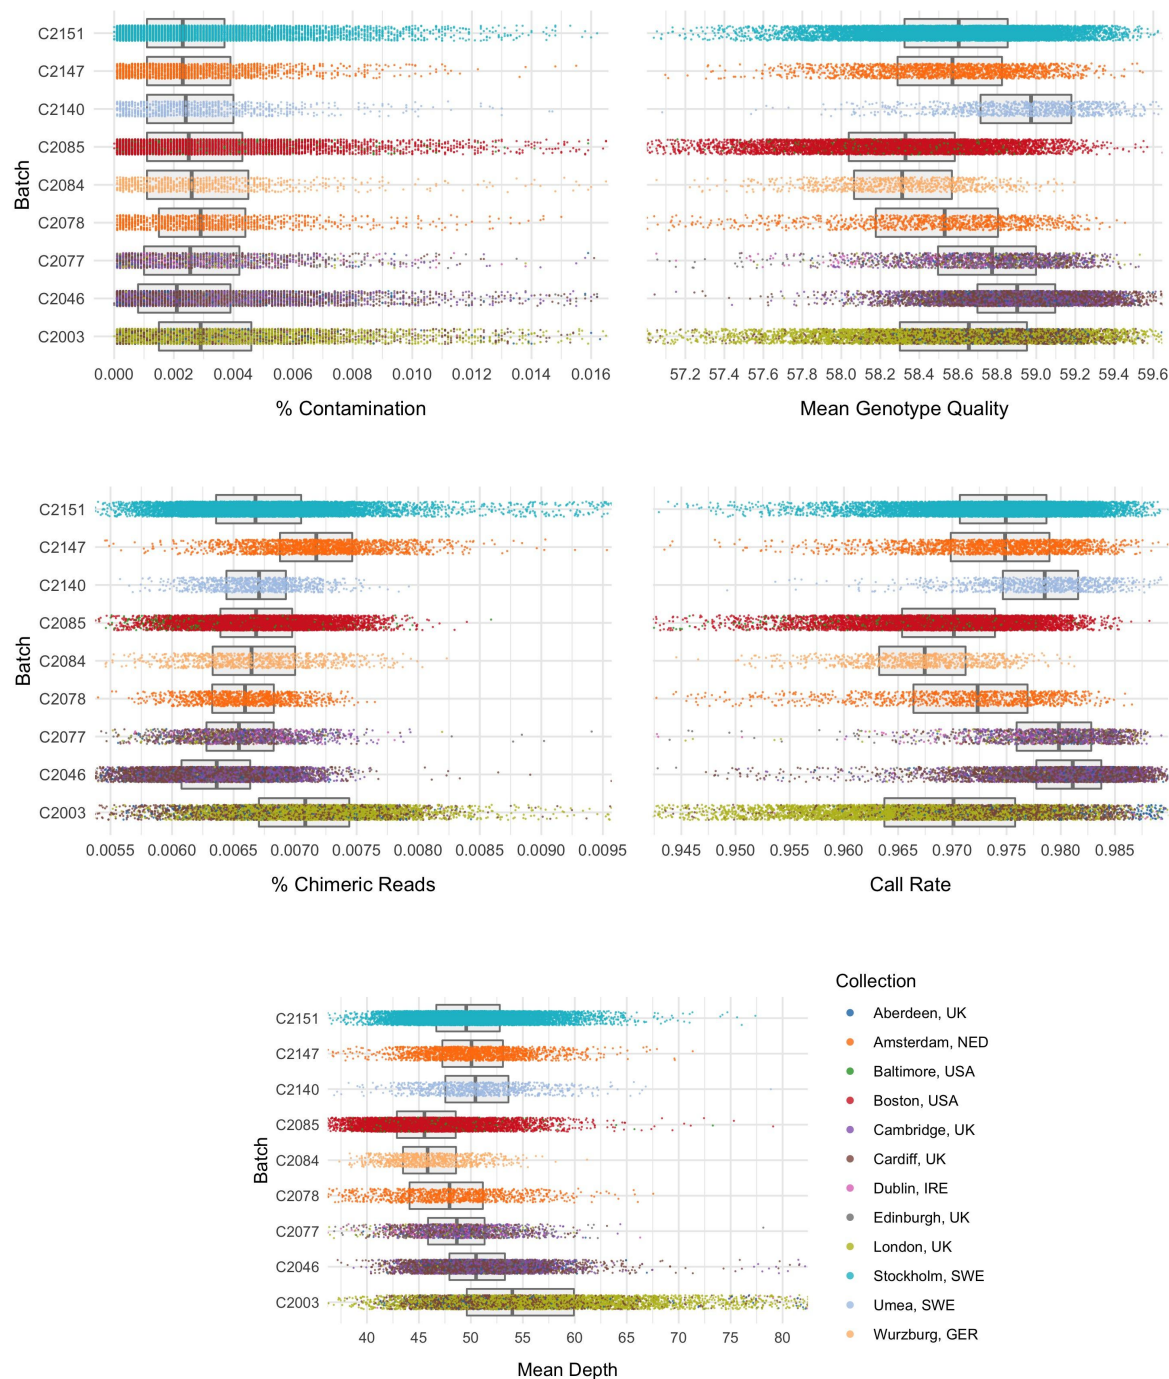 Batch
C2151
C2147
C2140
C2085
C2084
C2078
C2077
C2046
C2003
0.000 0.002 0.004 0.006 0.008 0.010 0.012 0.014 0.016
% Contamination
57.2 57.4 57.6 57.8 58.0 58.2 58.4 58.6 58.8 59.0 59.2 59.4 59.6
Mean Genotype Quality
Batch
C2151
C2147
C2140
C2085
C2084
C2078
C2077
C2046
C2003
0.0055 0.0060 0.0065 0.0070 0.0075 0.0080 0.0085 0.0090 0.0095
% Chimeric Reads
0.945 0.950 0.955 0.960 0.965 0.970 0.975 0.980 0.985
Call Rate
Batch
C2151
C2147
C2140
C2085
C2084
C2078
C2077
C2046
C2003
40 45 50 55 60 65 70 75 80
Mean Depth
Collection
Aberdeen, UK
Amsterdam, NED
Baltimore, USA
Boston, USA
Cambridge, UK
Cardiff, UK
Dublin, IRE
Edinburgh, UK
London, UK
Stockholm, SWE
Umea, SWE
Wurzburg, GER